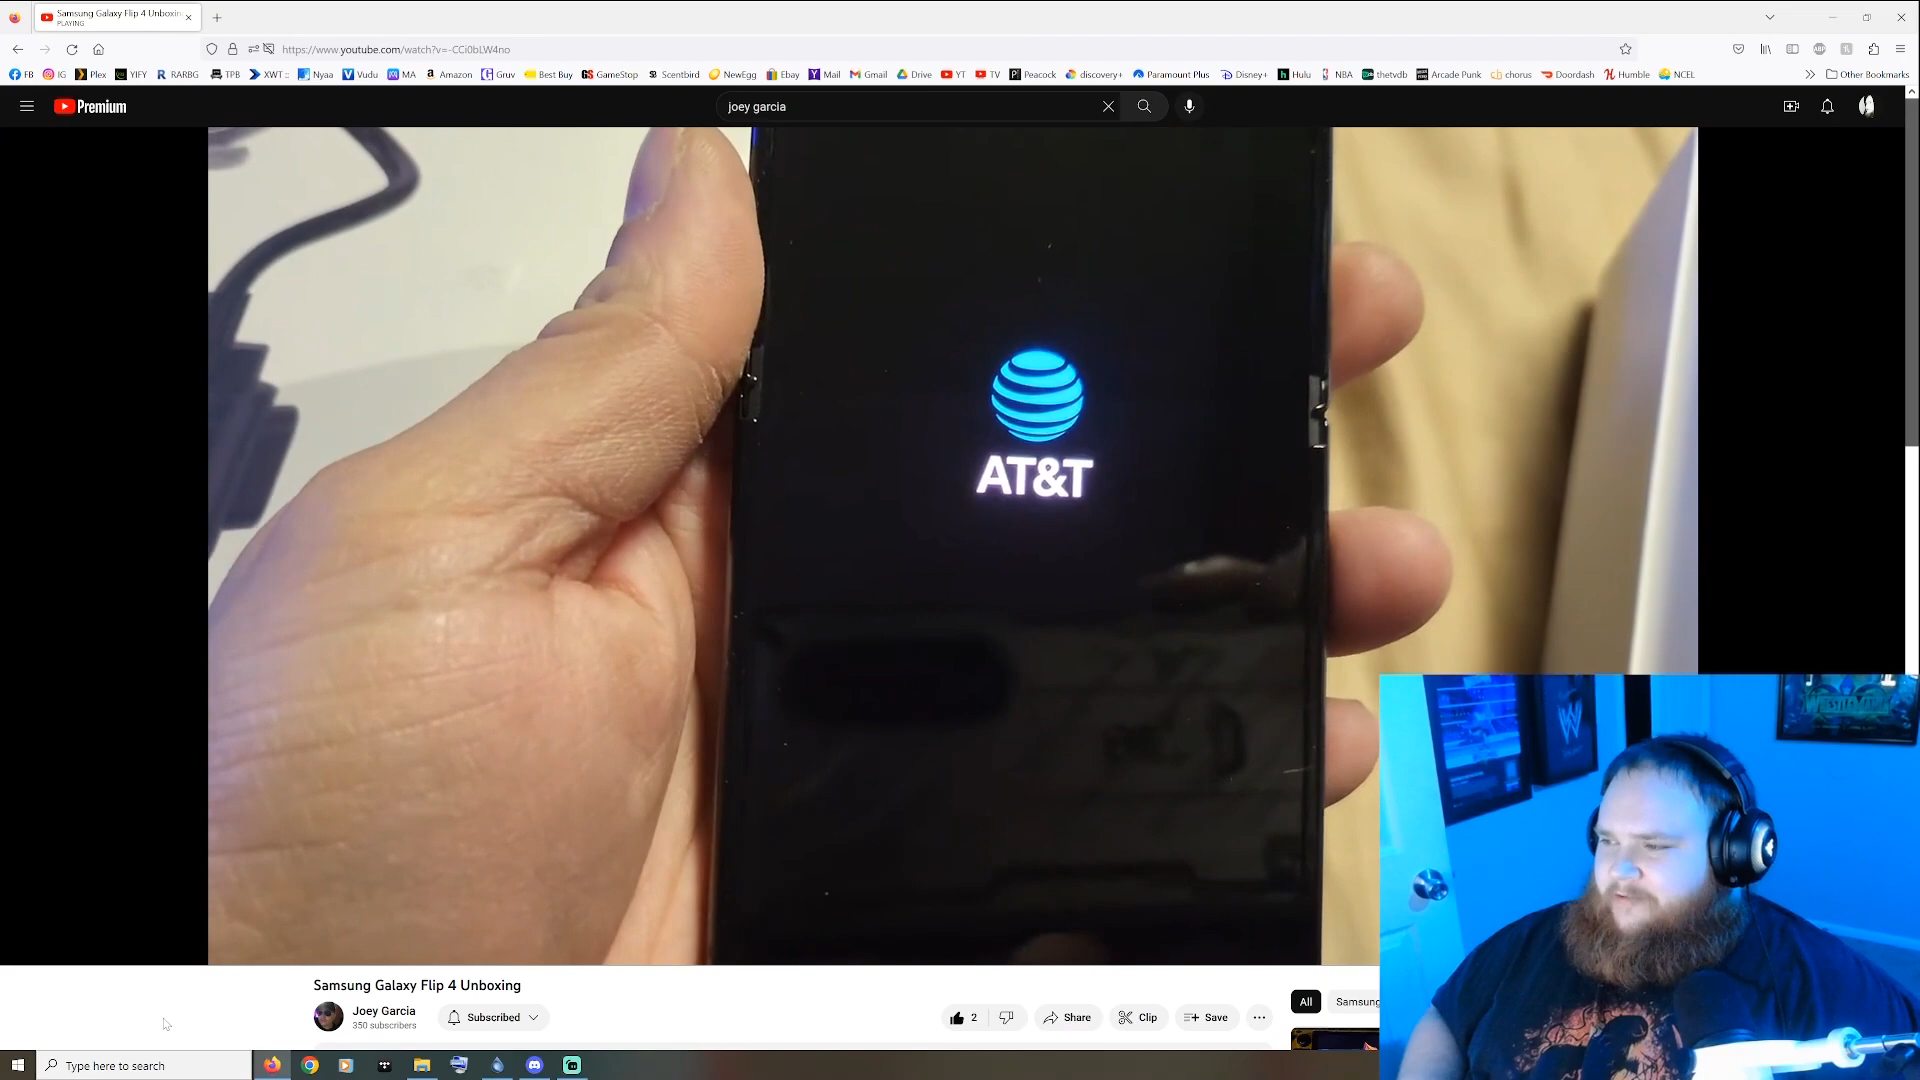 Samsung Galaxy Flip 4 Unboxin
PLAYING
https://www.youtube.com/watch?v=-CCi0bLW4no
FB IG Plex YIFY RARBG TPB XWT :: Nyaa Vudu MA Amazon Gruv Best Buy GameStop Scentbird NewEgg Ebay Mail Gmail Drive YT TV Peacock discovery+ Paramount Plus Disney+ Hulu NBA thetvdb Arcade Punk chorus Doordash Humble NCEL Other Bookmarks
Premium
joey garcia
AT&T
WRESTLEMANIA
Samsung Galaxy Flip 4 Unboxing
Joey Garcia
350 subscribers
Subscribed
2
Share
Clip
Save
All
Samsung
Type here to search